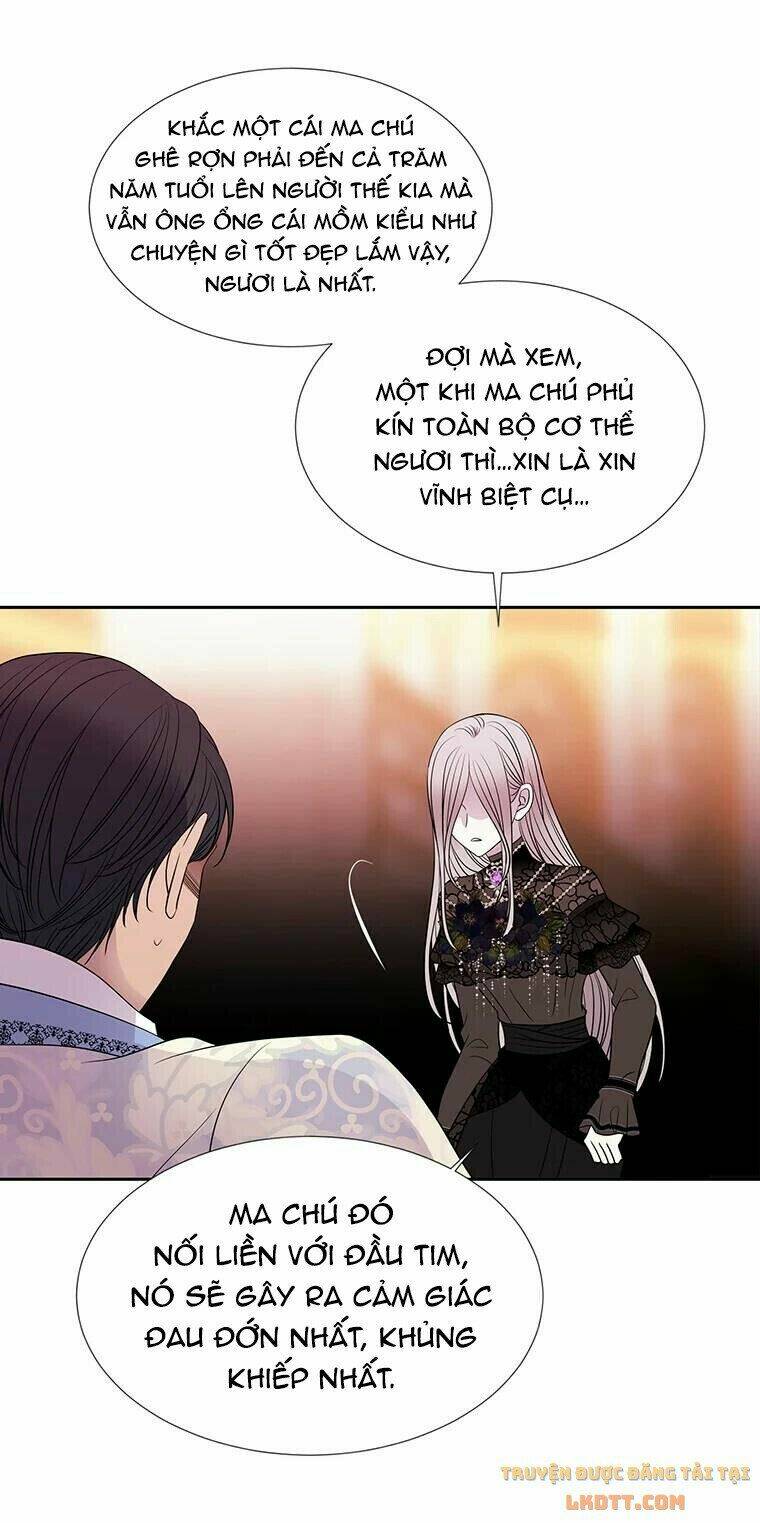 KHẮC MỘT CÁI MA CHÚ
GHÊ RỢN PHẢI ĐẾN CẢ TRĂM
NĂM TUỔI LÊN NGƯỜI THẾ KIA MÀ
VẪN ÔNG ỔNG CÁI MỒM KIỂU NHƯ
CHUYỆN GÌ TỐT ĐẸP LẮM VẬY,
NGƯƠI LÀ NHẤT.
ĐỢI MÀ XEM,
MỘT KHI MA CHÚ PHỦ
KÍN TOÀN BỘ CƠ THỂ
NGƯƠI THÌ...XIN LÀ XIN
VĨNH BIỆT CỤ...
MA CHÚ ĐÓ
NỐI LIỀN VỚI ĐẦU TIM,
NÓ SẼ GÂY RA CẢM GIÁC
ĐAU ĐỚN NHẤT, KHỦNG
KHIẾP NHẤT.
TRUYỆN ĐƯỢC ĐĂNG TẢI TẠI
LKDTT.COM